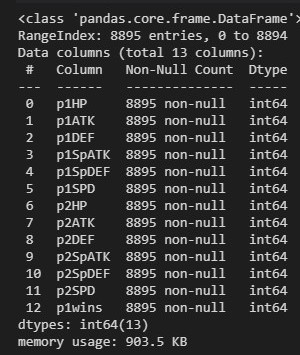 <class 'pandas.core.frame.DataFrame'>
RangeIndex: 8895 entries, 0 to 8894
Data columns (total 13 columns):
 #   Column   Non-Null Count  Dtype
---  ------   --------------  -----
 0   p1HP     8895 non-null   int64
 1   p1ATK    8895 non-null   int64
 2   p1DEF    8895 non-null   int64
 3   p1SpATK  8895 non-null   int64
 4   p1SpDEF  8895 non-null   int64
 5   p1SPD    8895 non-null   int64
 6   p2HP     8895 non-null   int64
 7   p2ATK    8895 non-null   int64
 8   p2DEF    8895 non-null   int64
 9   p2SpATK  8895 non-null   int64
 10  p2SpDEF  8895 non-null   int64
 11  p2SPD    8895 non-null   int64
 12  p1wins   8895 non-null   int64
dtypes: int64(13)
memory usage: 903.5 KB